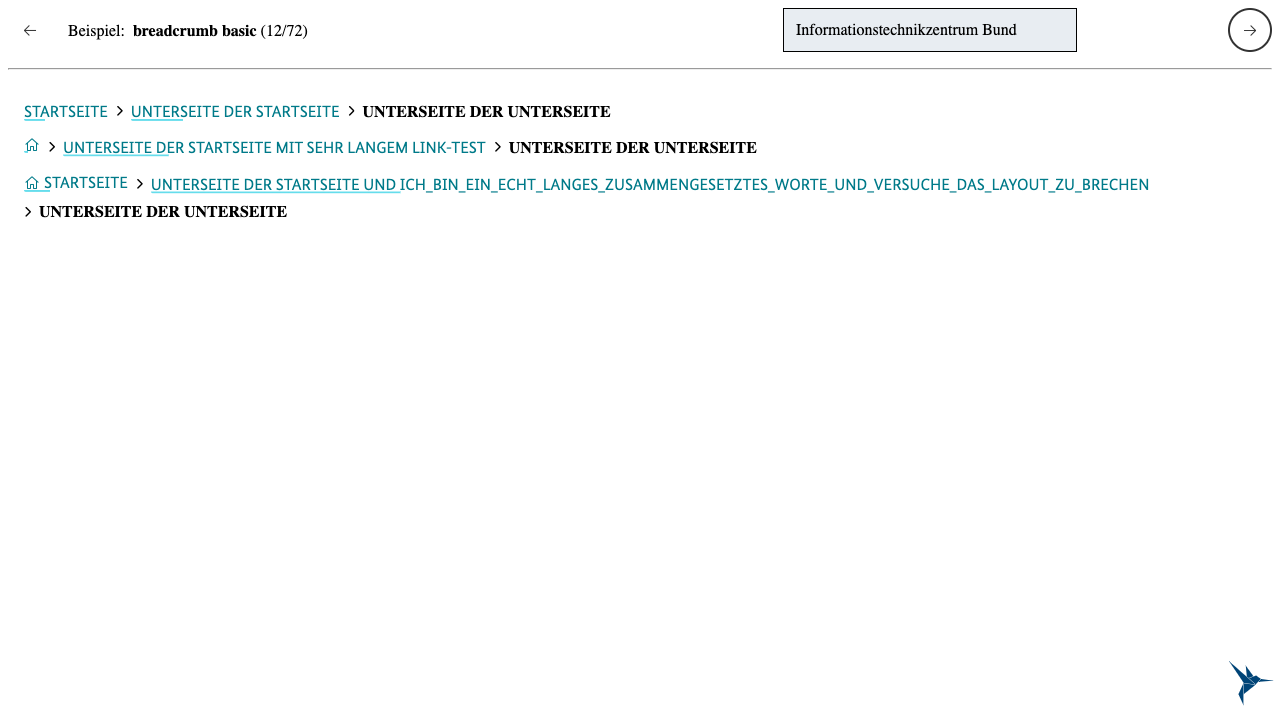 Beispiel: breadcrumb basic (12/72)
Informationstechnikzentrum Bund
STARTSEITE > UNTERSEITE DER STARTSEITE > UNTERSEITE DER UNTERSEITE
> UNTERSEITE DER STARTSEITE MIT SEHR LANGEM LINK-TEST > UNTERSEITE DER UNTERSEITE
STARTSEITE > UNTERSEITE DER STARTSEITE UND ICH_BIN_EIN_ECHT_LANGES_ZUSAMMENGESETZTES_WORTE_UND_VERSUCHE_DAS_LAYOUT_ZU_BRECHEN
> UNTERSEITE DER UNTERSEITE